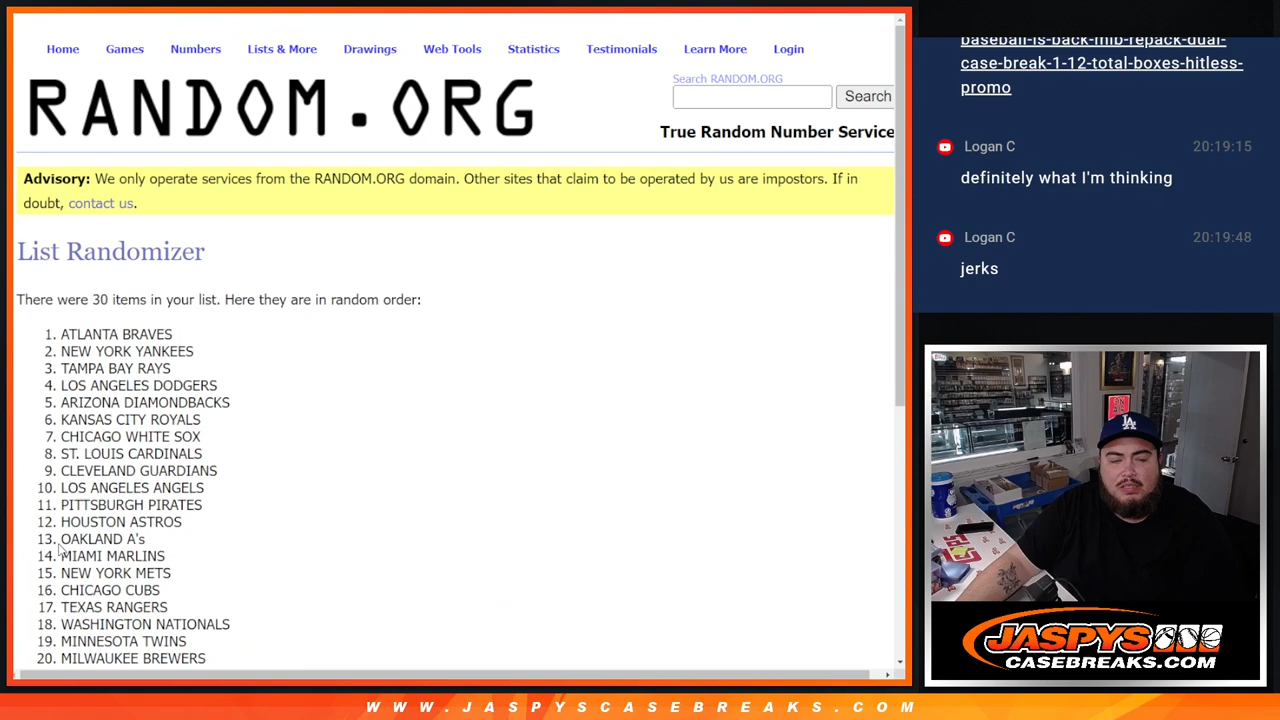 Home Games Numbers Lists & More Drawings Web Tools Statistics Testimonials Learn More Login
RANDOM.ORG
Search RANDOM.ORG
Search
True Random Number Service
Advisory: We only operate services from the RANDOM.ORG domain. Other sites that claim to be operated by us are impostors. If in
doubt, contact us.
List Randomizer
There were 30 items in your list. Here they are in random order:
1. ATLANTA BRAVES
2. NEW YORK YANKEES
3. TAMPA BAY RAYS
4. LOS ANGELES DODGERS
5. ARIZONA DIAMONDBACKS
6. KANSAS CITY ROYALS
7. CHICAGO WHITE SOX
8. ST. LOUIS CARDINALS
9. CLEVELAND GUARDIANS
10. LOS ANGELES ANGELS
11. PITTSBURGH PIRATES
12. HOUSTON ASTROS
13. OAKLAND A's
14. MIAMI MARLINS
15. NEW YORK METS
16. CHICAGO CUBS
17. TEXAS RANGERS
18. WASHINGTON NATIONALS
19. MINNESOTA TWINS
20. MILWAUKEE BREWERS
baseball-is-back-mib-repack-dual-
case-break-1-12-total-boxes-hitless-
promo
Logan C 20:19:15
definitely what I'm thinking
Logan C 20:19:48
jerks
LA
JASPYS
CASEBREAKS.COM
WWW.JASPYSCASEBREAKS.COM